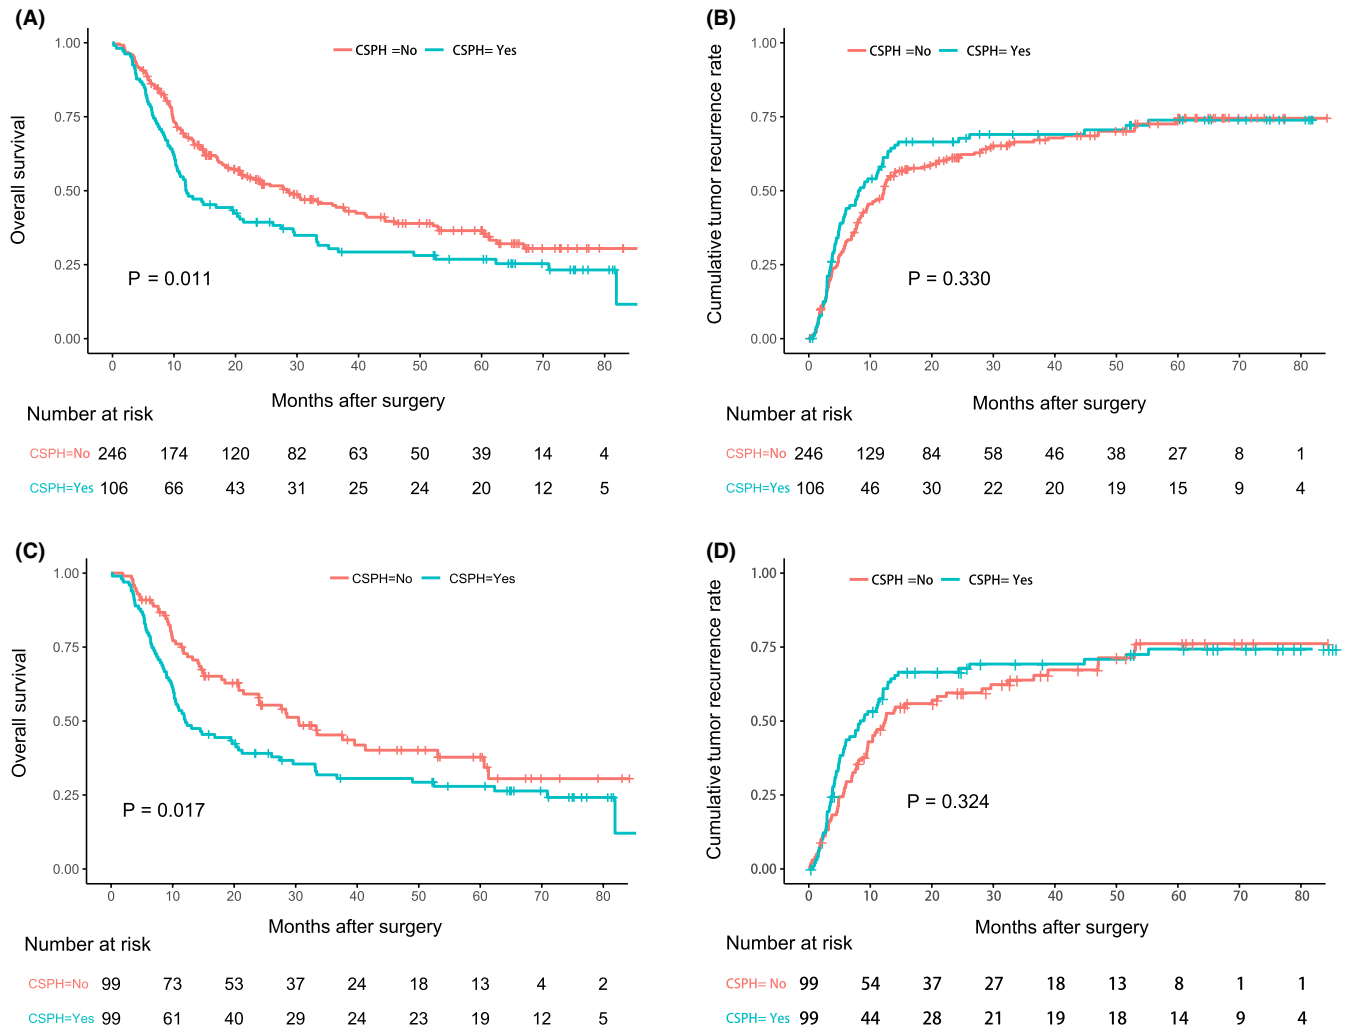 (A)
CSPH =No CSPH= Yes
Overall survival
1.00
0.75
0.50
0.25
0.00
P = 0.011
0 10 20 30 40 50 60 70 80
Months after surgery
Number at risk
CSPH=No 246 174 120 82 63 50 39 14 4
CSPH=Yes 106 66 43 31 25 24 20 12 5
(B)
CSPH =No CSPH= Yes
Cumulative tumor recurrence rate
1.00
0.75
0.50
0.25
0.00
P = 0.330
0 10 20 30 40 50 60 70 80
Months after surgery
Number at risk
CSPH=No 246 129 84 58 46 38 27 8 1
CSPH=Yes 106 46 30 22 20 19 15 9 4
(C)
CSPH=No CSPH=Yes
Overall survival
1.00
0.75
0.50
0.25
0.00
P = 0.017
0 10 20 30 40 50 60 70 80
Months after surgery
Number at risk
CSPH=No 99 73 53 37 24 18 13 4 2
CSPH=Yes 99 61 40 29 24 23 19 12 5
(D)
CSPH =No CSPH= Yes
Cumulative tumor recurrence rate
1.00
0.75
0.50
0.25
0.00
P = 0.324
0 10 20 30 40 50 60 70 80
Months after surgery
Number at risk
CSPH= No 99 54 37 27 18 13 8 1 1
CSPH= Yes 99 44 28 21 19 18 14 9 4